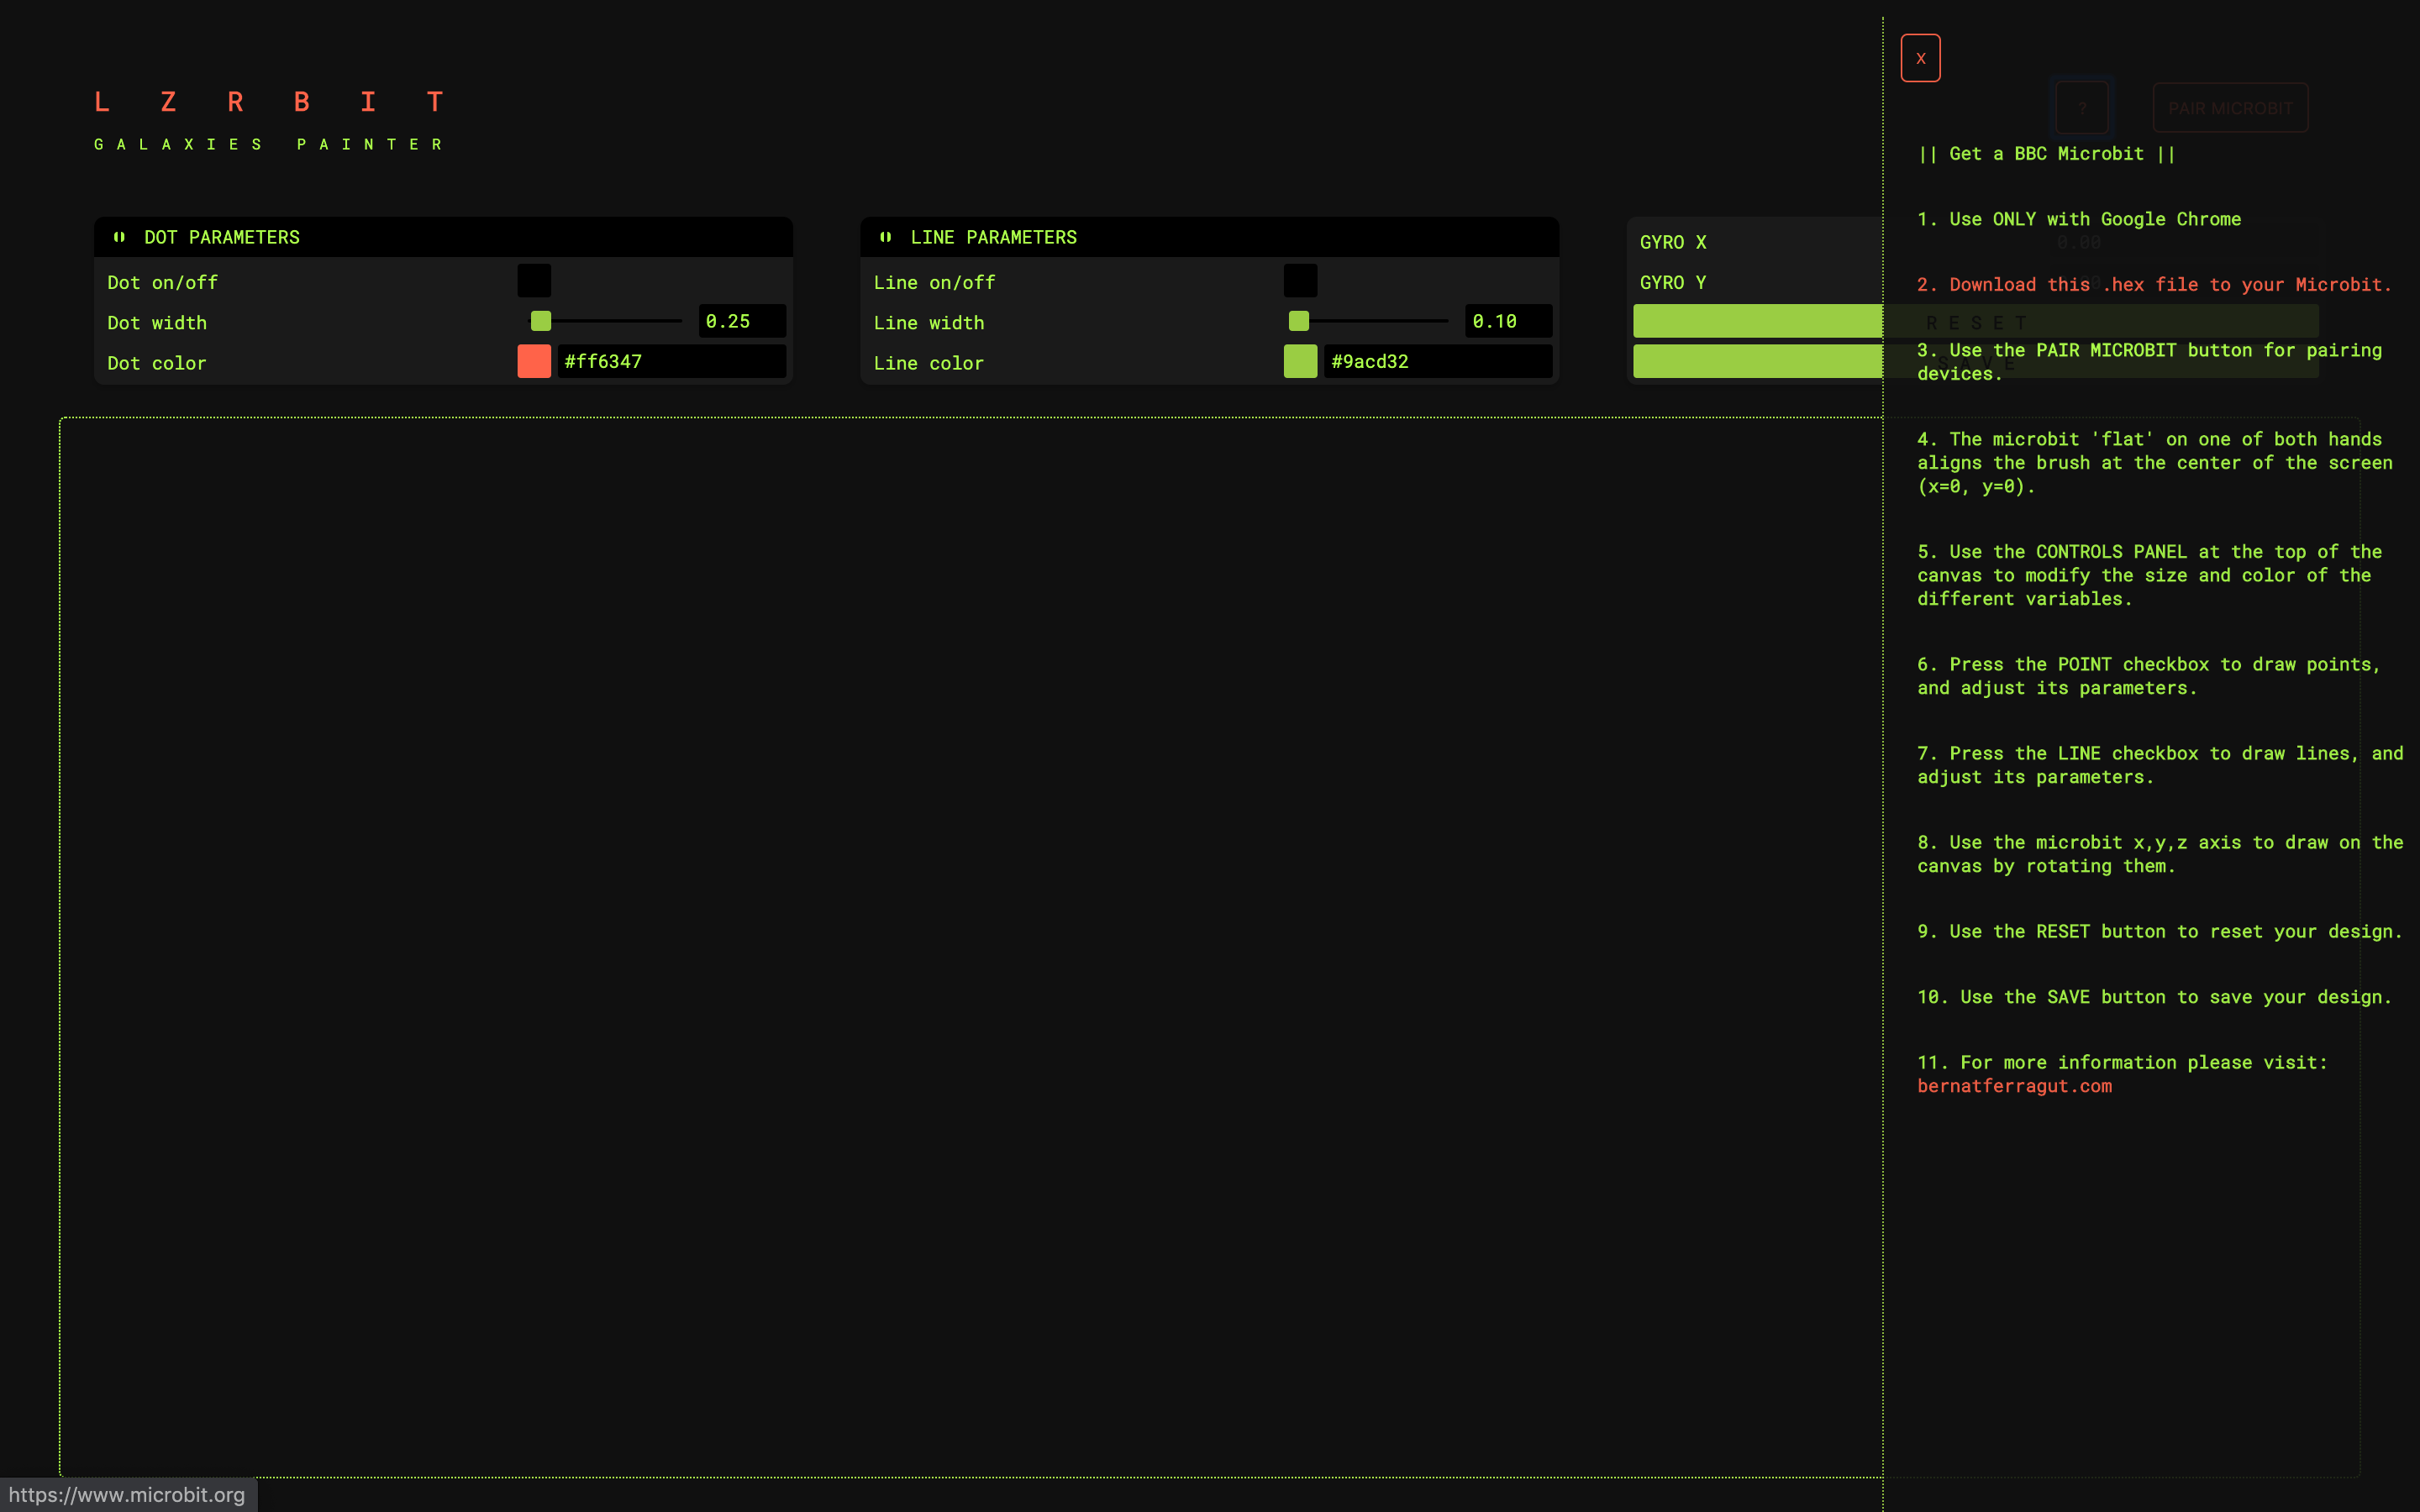 L Z R B I T
GALAXIES PAINTER
X
?
PAIR MICROBIT
DOT PARAMETERS
Dot on/off
Dot width
0.25
Dot color
#ff6347
LINE PARAMETERS
Line on/off
Line width
0.10
Line color
#9acd32
GYRO X
0.00
GYRO Y
RESET
|| Get a BBC Microbit ||
1. Use ONLY with Google Chrome
2. Download this .hex file to your Microbit.
3. Use the PAIR MICROBIT button for pairing
devices.
4. The microbit 'flat' on one of both hands
aligns the brush at the center of the screen
(x=0, y=0).
5. Use the CONTROLS PANEL at the top of the
canvas to modify the size and color of the
different variables.
6. Press the POINT checkbox to draw points,
and adjust its parameters.
7. Press the LINE checkbox to draw lines, and
adjust its parameters.
8. Use the microbit x,y,z axis to draw on the
canvas by rotating them.
9. Use the RESET button to reset your design.
10. Use the SAVE button to save your design.
11. For more information please visit:
bernatferragut.com
https://www.microbit.org